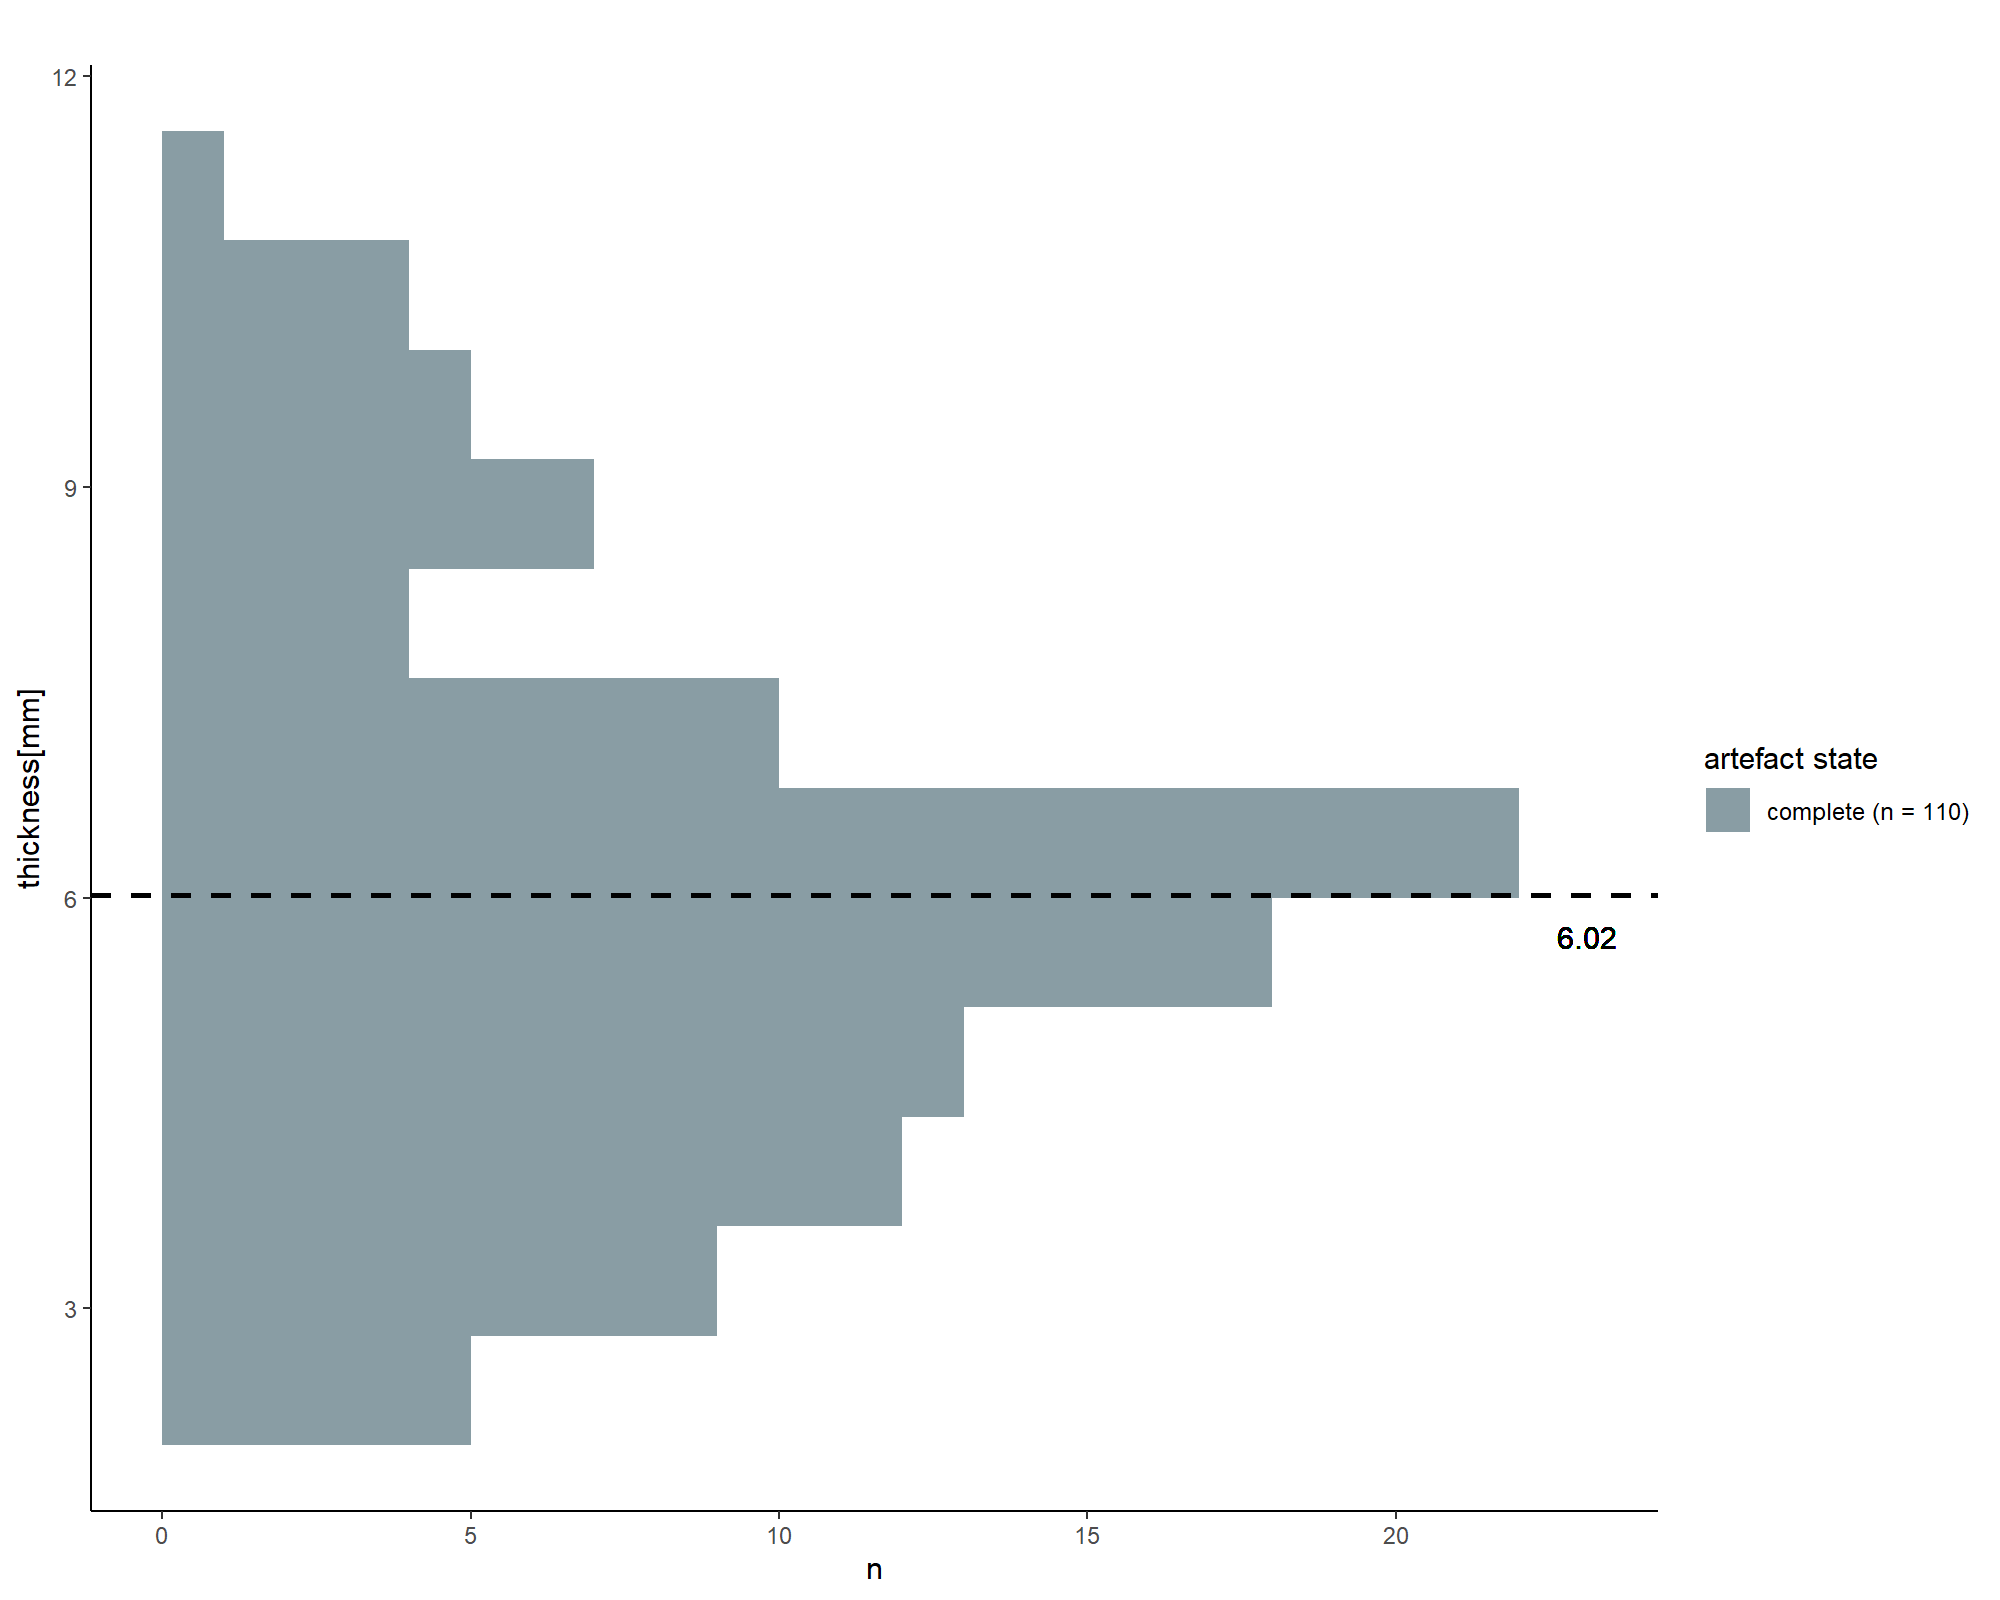 12
9
6
3
thickness[mm]
6.02
0 5 10 15 20
n
artefact state
complete (n = 110)